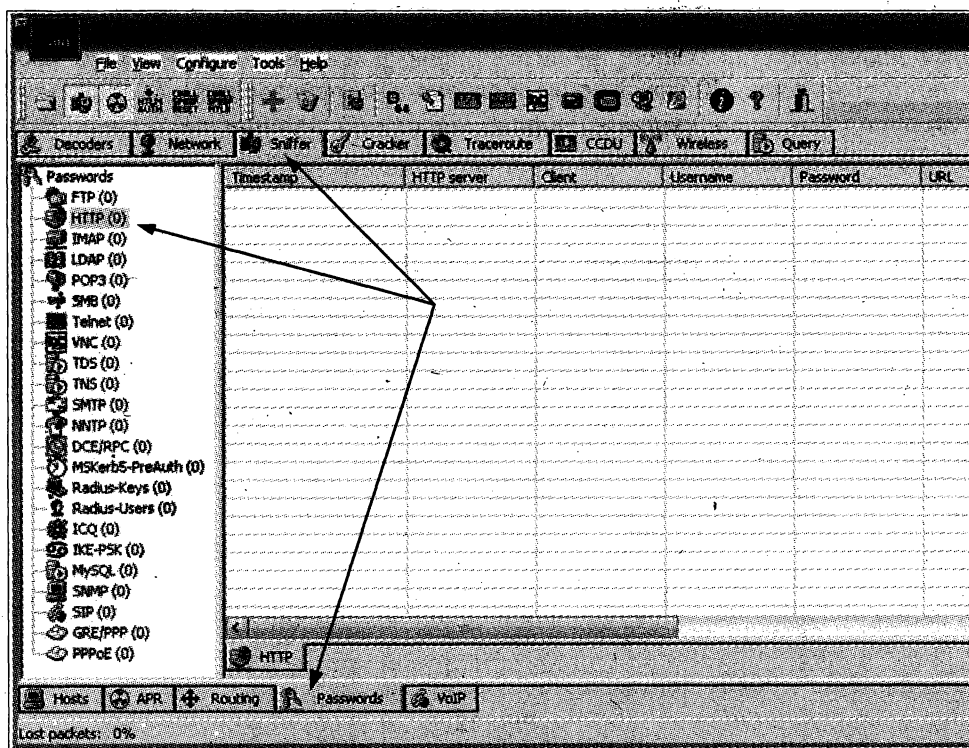 File View Configure Tools Help
Decoders Network Sniffer Cracker Traceroute CCDU Wireless Query
Passwords
Timestamp HTTP server Client Username Password URL
FTP (0)
HTTP (0)
IMAP (0)
LDAP (0)
POP3 (0)
SMB (0)
Telnet (0)
VNC (0)
TDS (0)
TNS (0)
SMTP (0)
NNTP (0)
DCE/RPC (0)
MSKerb5-PreAuth (0)
Radius-Keys (0)
Radius-Users (0)
ICQ (0)
IKE-PSK (0)
MySQL (0)
SNMP (0)
SIP (0)
GRE/PPP (0)
PPPoE (0)
HTTP
Hosts APR Routing Passwords VoIP
Lost packets: 0%